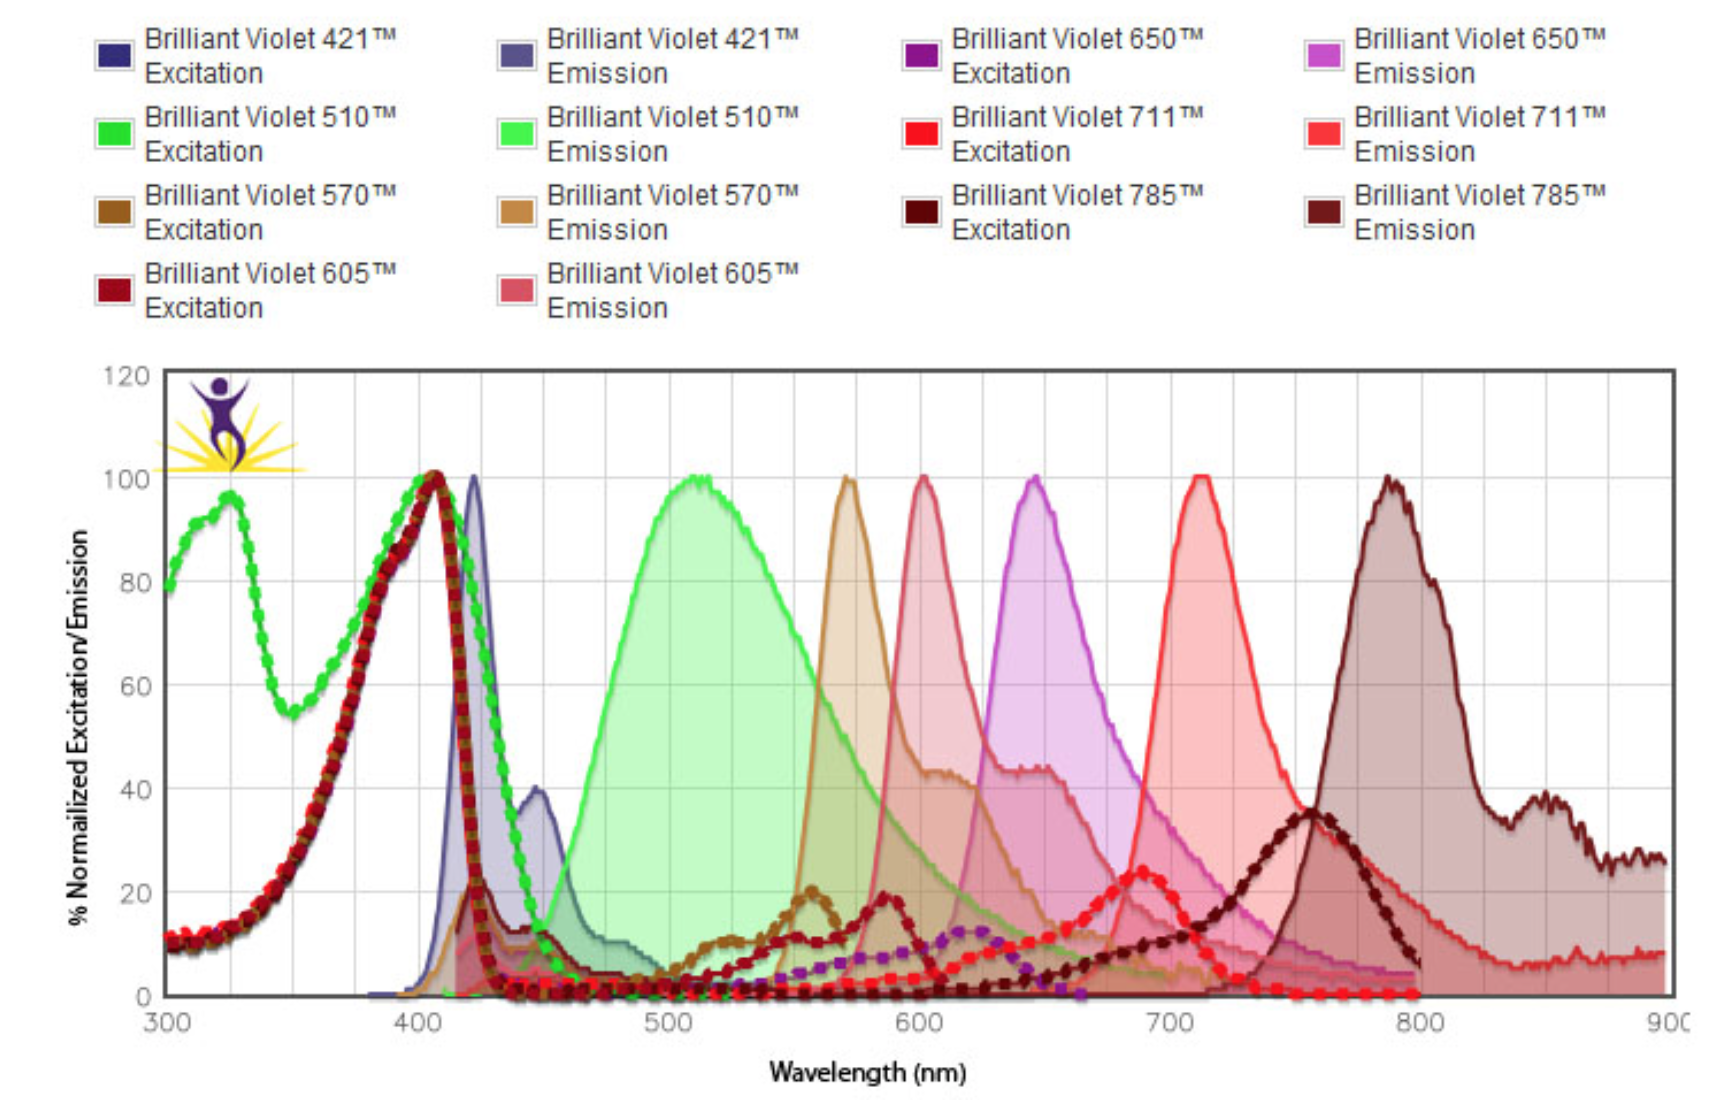 Brilliant Violet 421™ Excitation
Brilliant Violet 421™ Emission
Brilliant Violet 650™ Excitation
Brilliant Violet 650™ Emission
Brilliant Violet 510™ Excitation
Brilliant Violet 510™ Emission
Brilliant Violet 711™ Excitation
Brilliant Violet 711™ Emission
Brilliant Violet 570™ Excitation
Brilliant Violet 570™ Emission
Brilliant Violet 785™ Excitation
Brilliant Violet 785™ Emission
Brilliant Violet 605™ Excitation
Brilliant Violet 605™ Emission
% Normailized Excitation/Emission
120
100
80
60
40
20
0
300 400 500 600 700 800 900
Wavelength (nm)